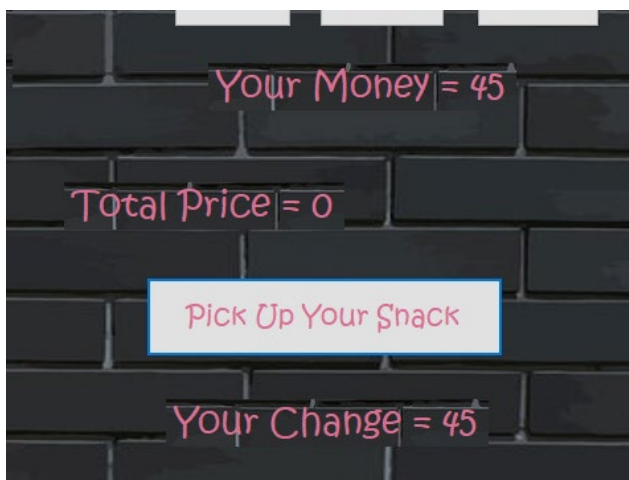 Your Money = 45
Total Price = 0
Pick Up Your Snack
Your Change = 45